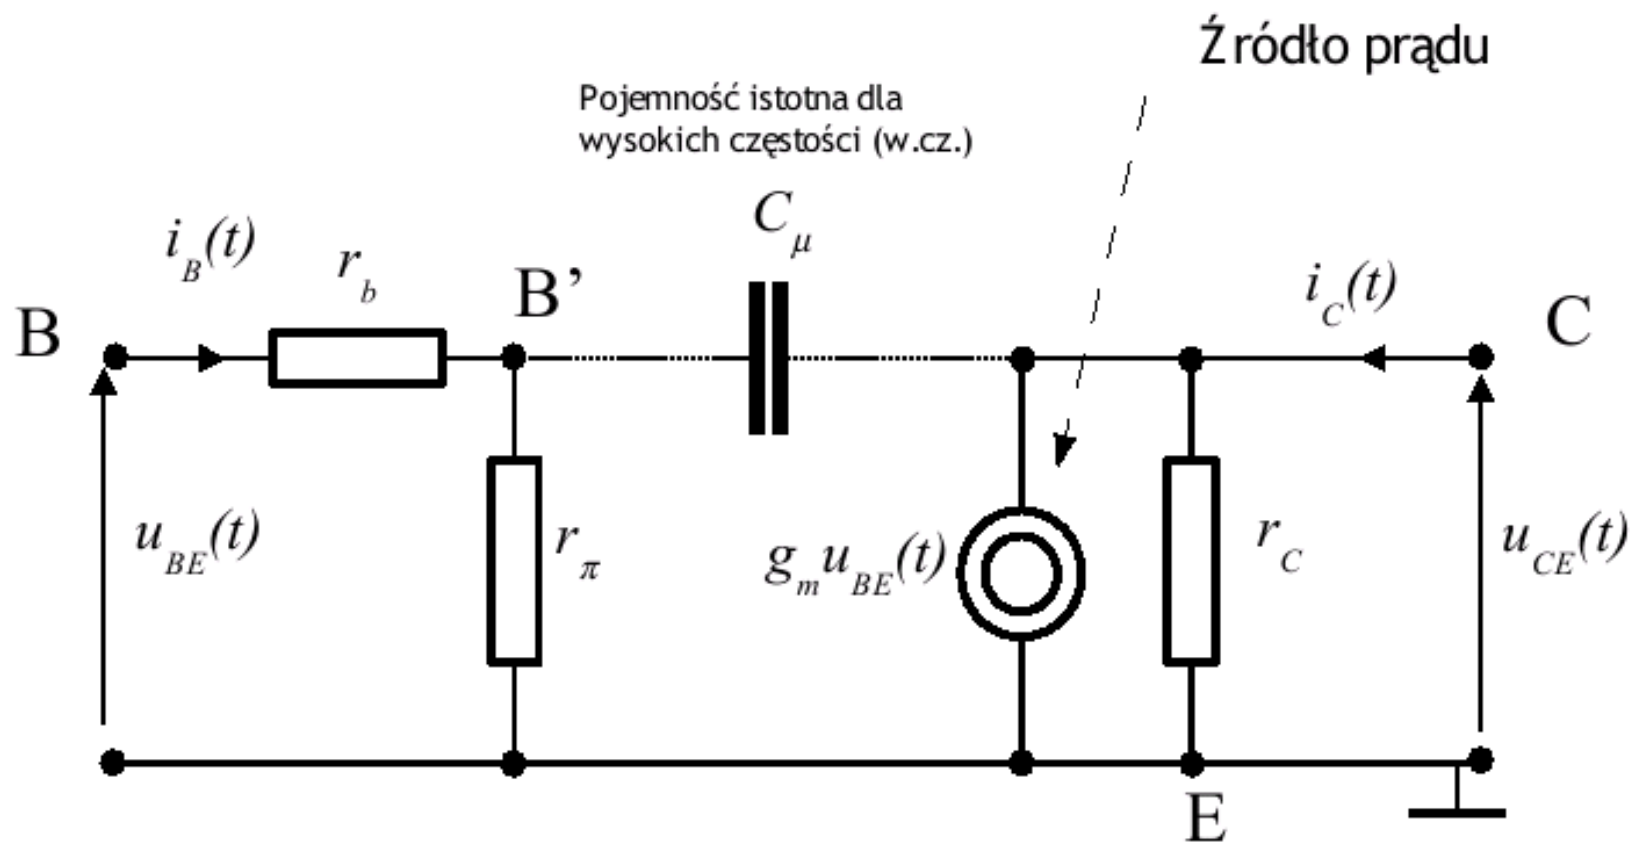 Źródło prądu
Pojemność istotna dla
wysokich częstości (w.cz.)
C_μ
i_B(t)
r_b
B’
i_C(t)
B
C
u_BE(t)
r_π
g_m u_BE(t)
r_C
u_CE(t)
E